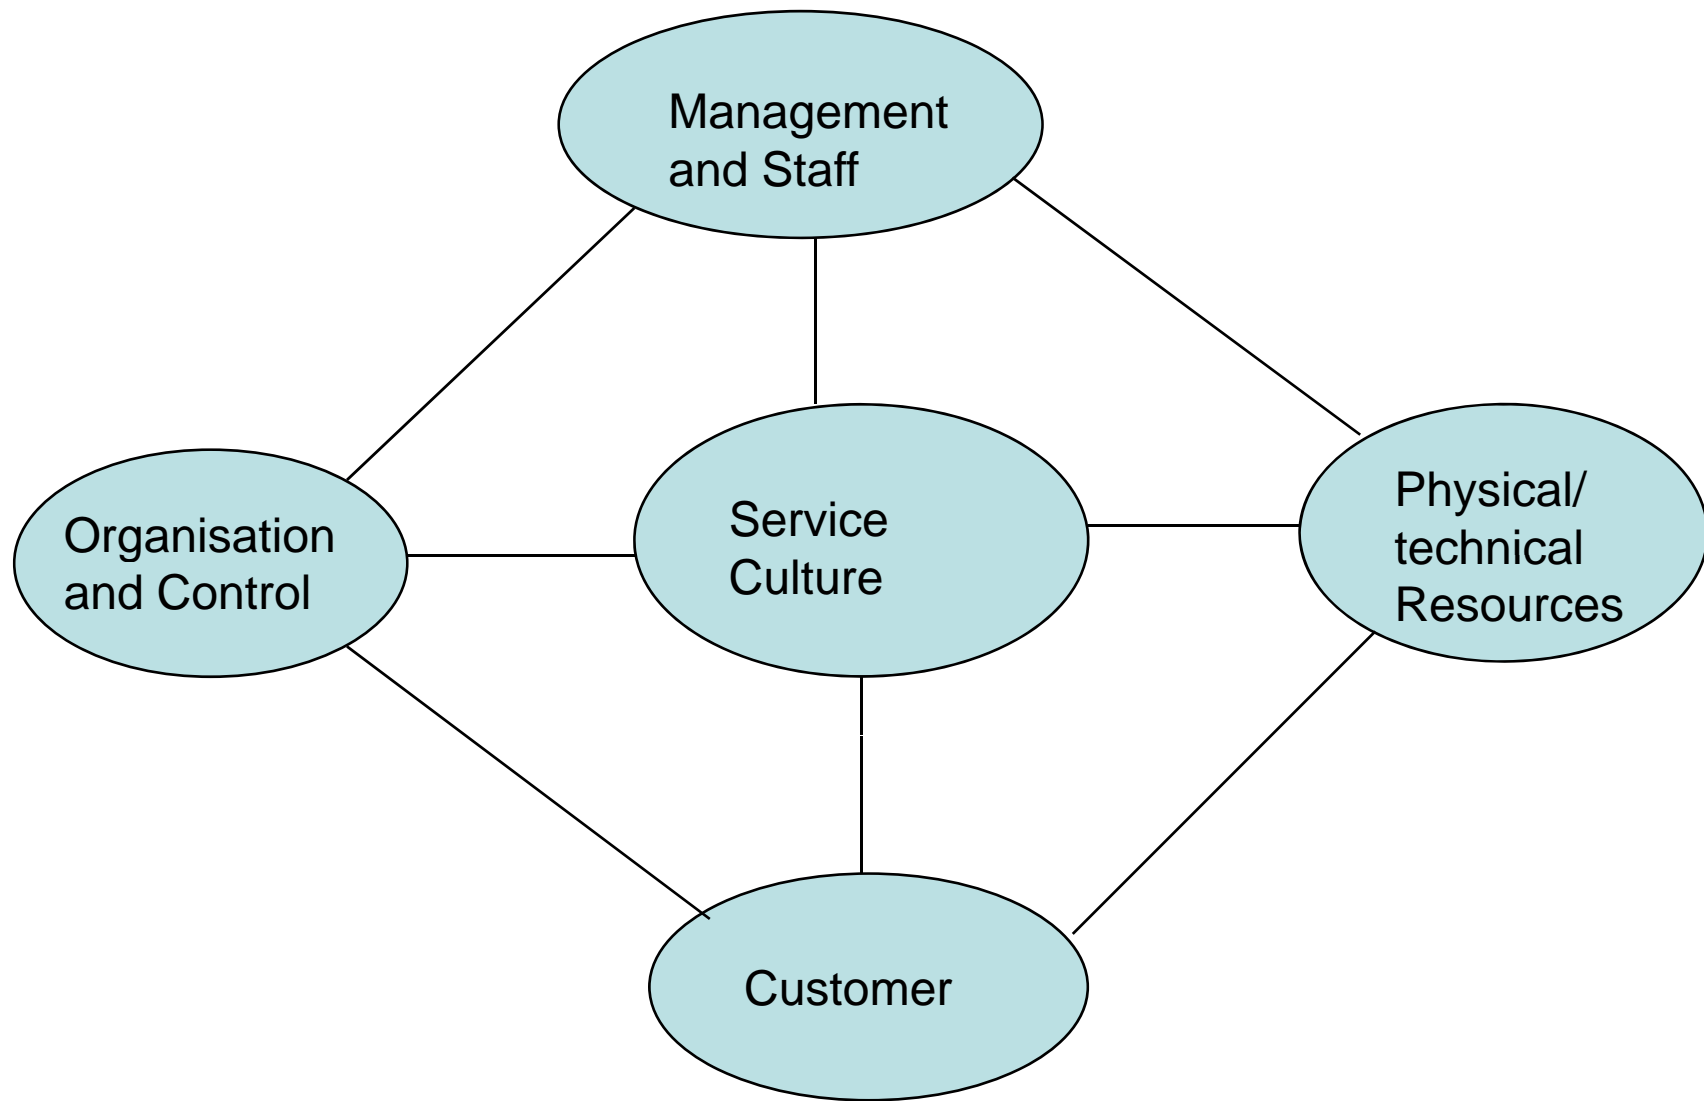 Management
and Staff
Organisation
and Control
Service
Culture
Physical/
technical
Resources
Customer